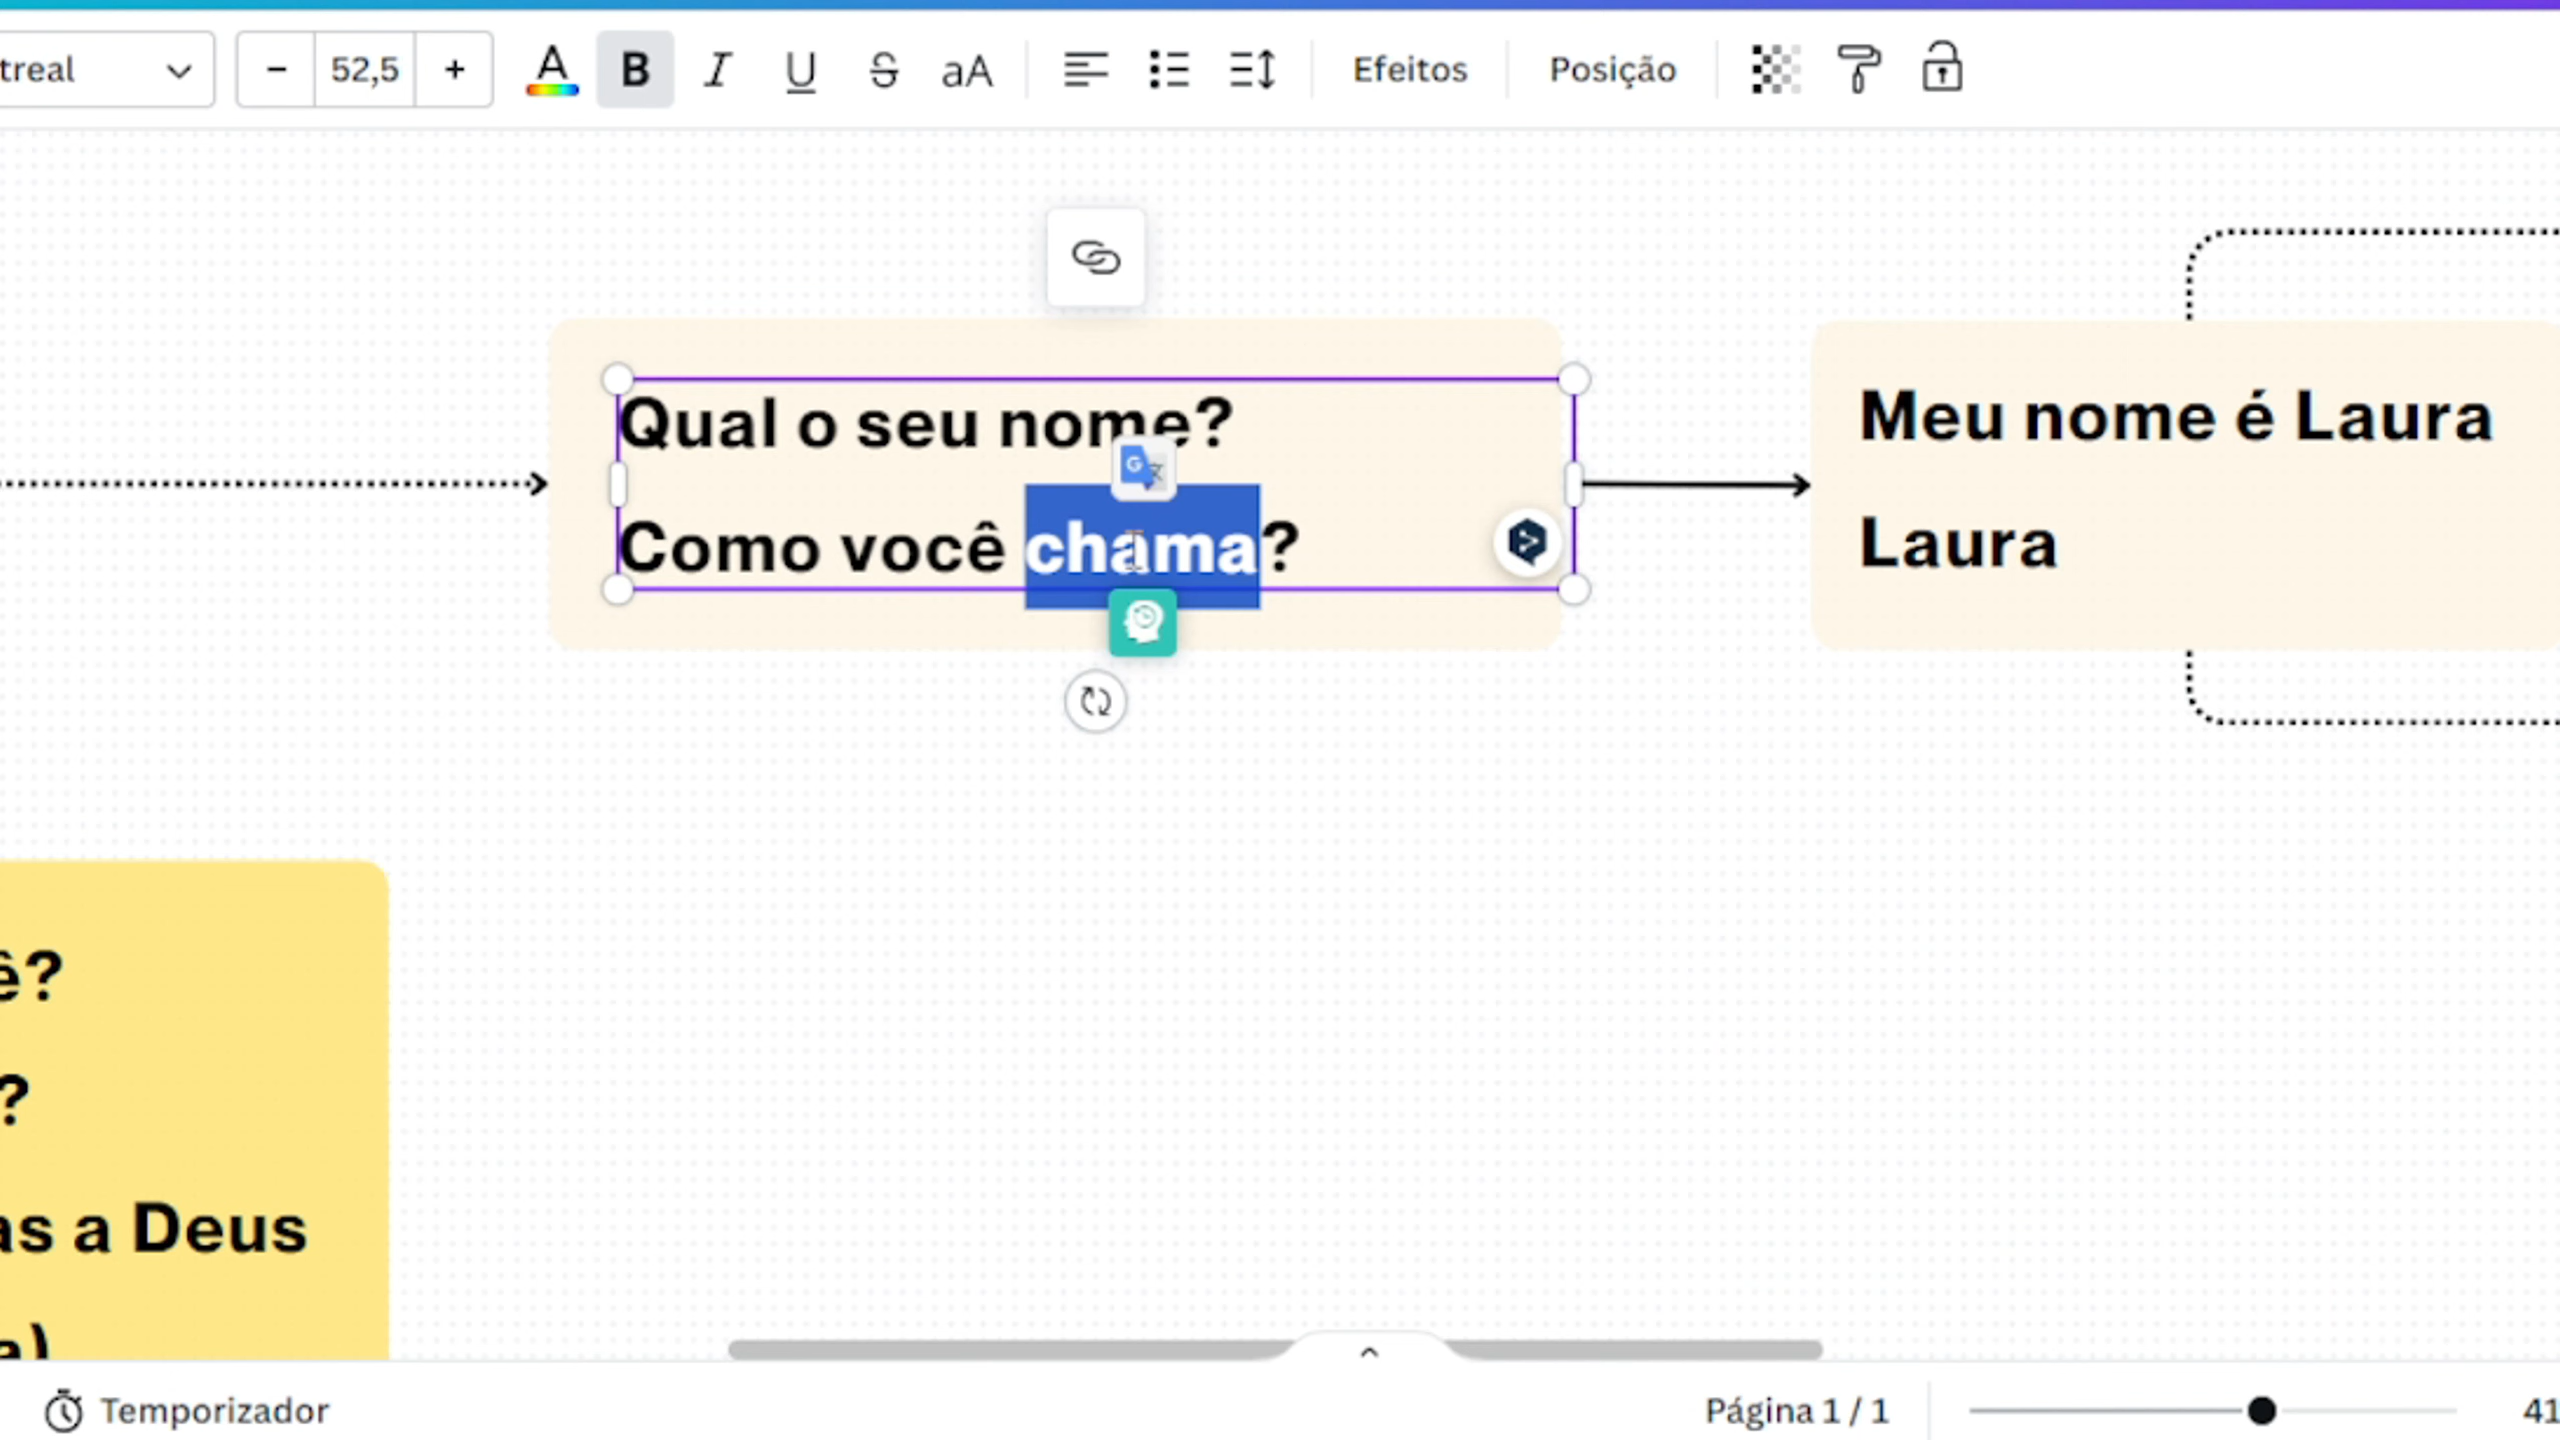 treal
− 52,5 +
A B I U S aA
Efeitos
Posição
Qual o seu nome?
Como você chama?
Meu nome é Laura
Laura
ê?
?
as a Deus
a)
Temporizador
Página 1 / 1
41